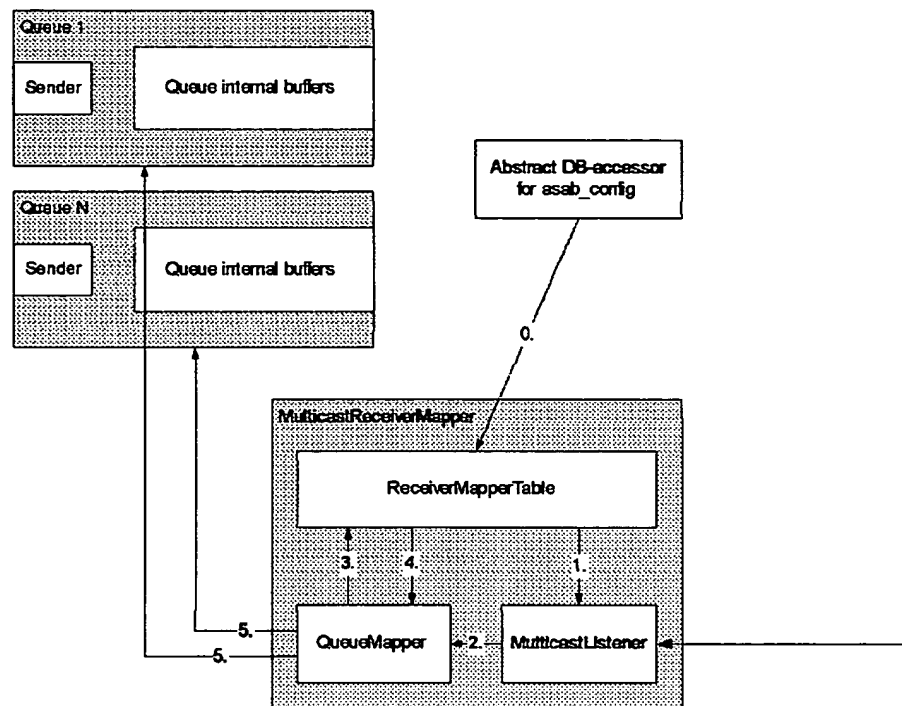 Queue 1
Sender
Queue internal buffers
Abstract DB-accessor
for asab_config
Queue N
Sender
Queue internal buffers
0.
MulticastReceiverMapper
ReceiverMapperTable
3.
4.
1.
5.
5.
QueueMapper
2.
MulticastListener